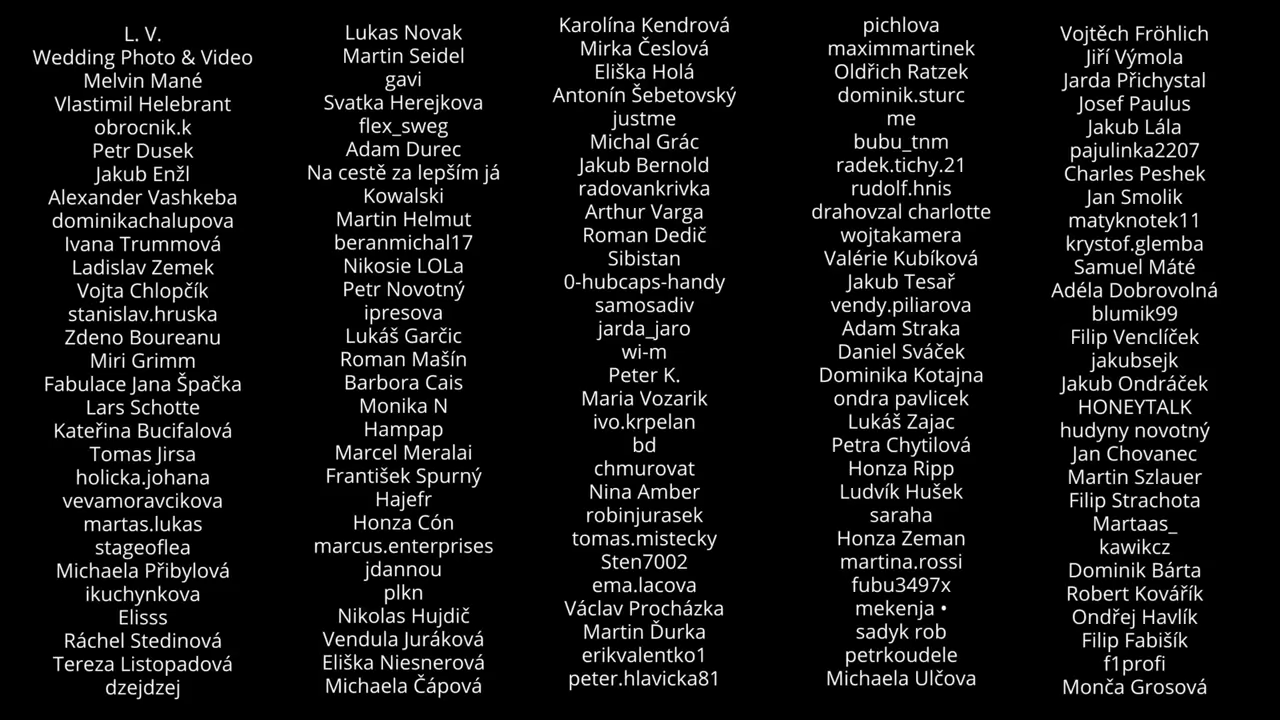 L. V.
Wedding Photo & Video
Melvin Mané
Vlastimil Helebrant
obrocnik.k
Petr Dusek
Jakub Enžl
Alexander Vashkeba
dominikachalupova
Ivana Trummová
Ladislav Zemek
Vojta Chlopčík
stanislav.hruska
Zdeno Boureanu
Miri Grimm
Fabulace Jana Špačka
Lars Schotte
Kateřina Bucifalová
Tomas Jirsa
holicka.johana
vevamoravcikova
martas.lukas
stageoflea
Michaela Přibylová
ikuchynkova
Elisss
Ráchel Stedinová
Tereza Listopadová
dzejdzej
Lukas Novak
Martin Seidel
gavi
Svatka Herejkova
flex_sweg
Adam Durec
Na cestě za lepším já
Kowalski
Martin Helmut
beranmichal17
Nikosie LOLa
Petr Novotný
ipresova
Lukáš Garčic
Roman Mašín
Barbora Cais
Monika N
Hampap
Marcel Meralai
František Spurný
Hajefr
Honza Cón
marcus.enterprises
jdannou
plkn
Nikolas Hujdič
Vendula Juráková
Eliška Niesnerová
Michaela Čápová
Karolína Kendrová
Mirka Česlová
Eliška Holá
Antonín Šebetovský
justme
Michal Grác
Jakub Bernold
radovankrivka
Arthur Varga
Roman Dedič
Sibistan
0-hubcaps-handy
samosadiv
jarda_jaro
wi-m
Peter K.
Maria Vozarik
ivo.krpelan
bd
chmurovat
Nina Amber
robinjurasek
tomas.mistecky
Sten7002
ema.lacova
Václav Procházka
Martin Ďurka
erikvalentko1
peter.hlavicka81
pichlova
maximmartinek
Oldřich Ratzek
dominik.sturc
me
bubu_tnm
radek.tichy.21
rudolf.hnis
drahovzal charlotte
wojtakamera
Valérie Kubíková
Jakub Tesař
vendy.piliarova
Adam Straka
Daniel Sváček
Dominika Kotajna
ondra pavlicek
Lukáš Zajac
Petra Chytilová
Honza Ripp
Ludvík Hušek
saraha
Honza Zeman
martina.rossi
fubu3497x
mekenja •
sadyk rob
petrkoudele
Michaela Ulčova
Vojtěch Fröhlich
Jiří Výmola
Jarda Přichystal
Josef Paulus
Jakub Lála
pajulinka2207
Charles Peshek
Jan Smolik
matyknotek11
krystof.glemba
Samuel Máté
Adéla Dobrovolná
blumik99
Filip Venclíček
jakubsejk
Jakub Ondráček
HONEYTALK
hudyny novotný
Jan Chovanec
Martin Szlauer
Filip Strachota
Martaas_
kawikcz
Dominik Bárta
Robert Kovářík
Ondřej Havlík
Filip Fabišík
f1profi
Monča Grosová